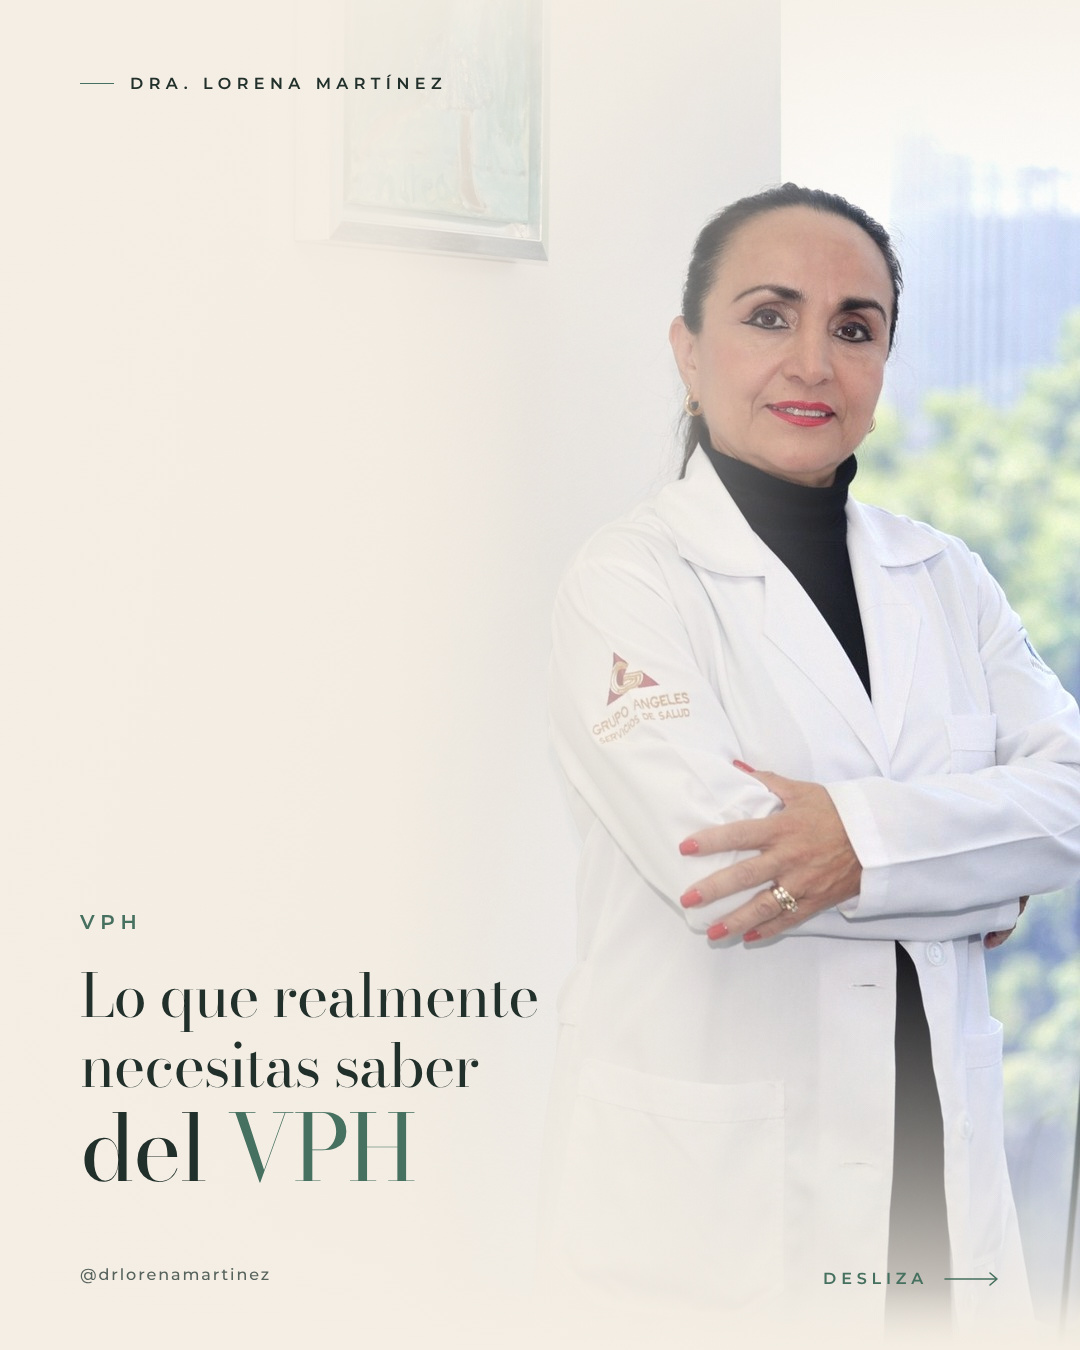 DRA. LORENA MARTÍNEZ
GRUPO ANGELES
SERVICIOS DE SALUD
VPH
Lo que realmente
necesitas saber
del VPH
@drlorenamartinez
DESLIZA